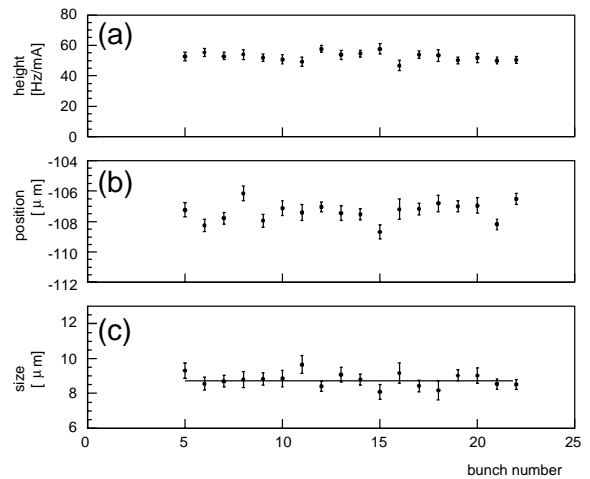 (a)
height
[Hz/mA]
80
60
40
20
0
(b)
position
[ μ m]
-104
-106
-108
-110
-112
(c)
size
[ μ m]
12
10
8
6
0 5 10 15 20 25
bunch number